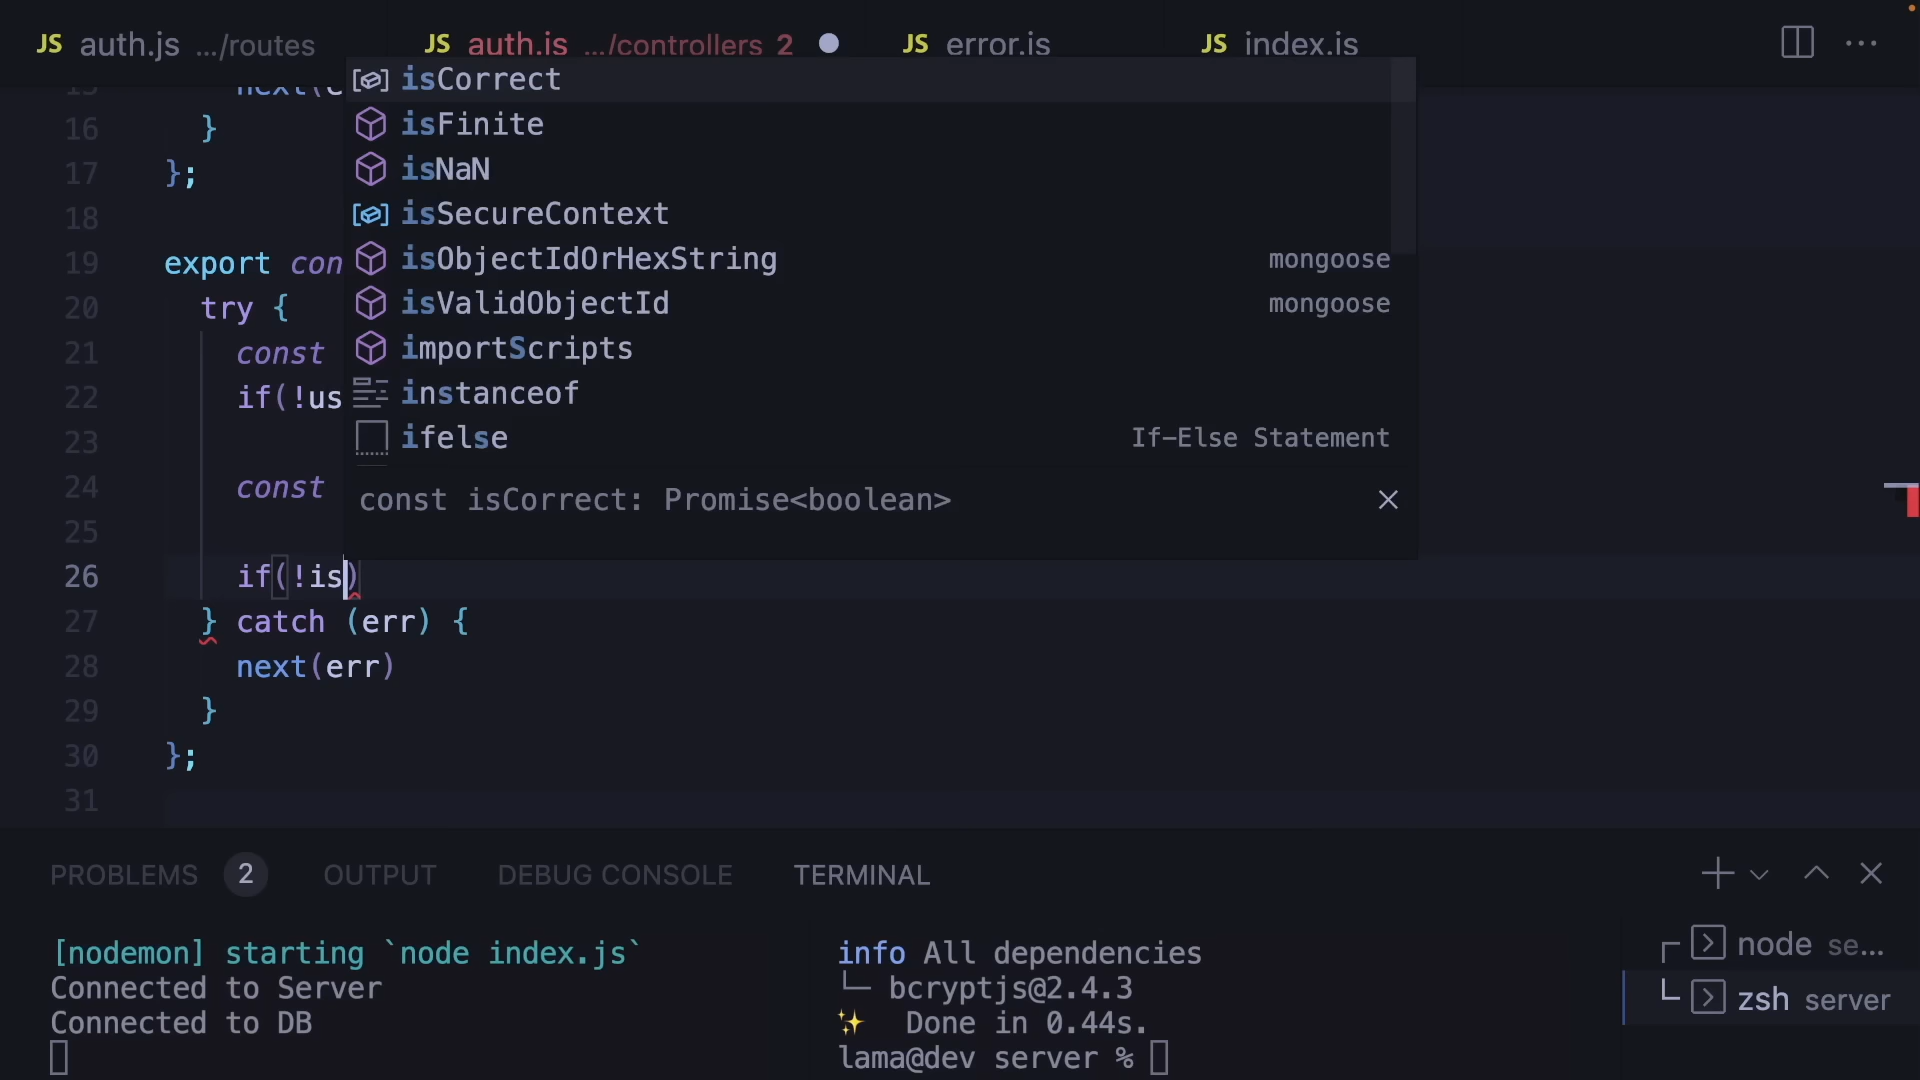 JS auth.js .../routes
JS auth.js .../controllers 2
JS error.js
JS index.js
isCorrect
isFinite
isNaN
isSecureContext
isObjectIdOrHexString mongoose
isValidObjectId mongoose
importScripts
instanceof
ifelse If-Else Statement
const isCorrect: Promise<boolean>
15 next(
16 }
17 };
18
19 export con
20 try {
21 const
22 if(!us
23
24 const
25
26 if(!is)
27 } catch (err) {
28 next(err)
29 }
30 };
31
PROBLEMS 2 OUTPUT DEBUG CONSOLE TERMINAL
[nodemon] starting `node index.js`
Connected to Server
Connected to DB
info All dependencies
└─ bcryptjs@2.4.3
✨ Done in 0.44s.
lama@dev server %
node se...
zsh server